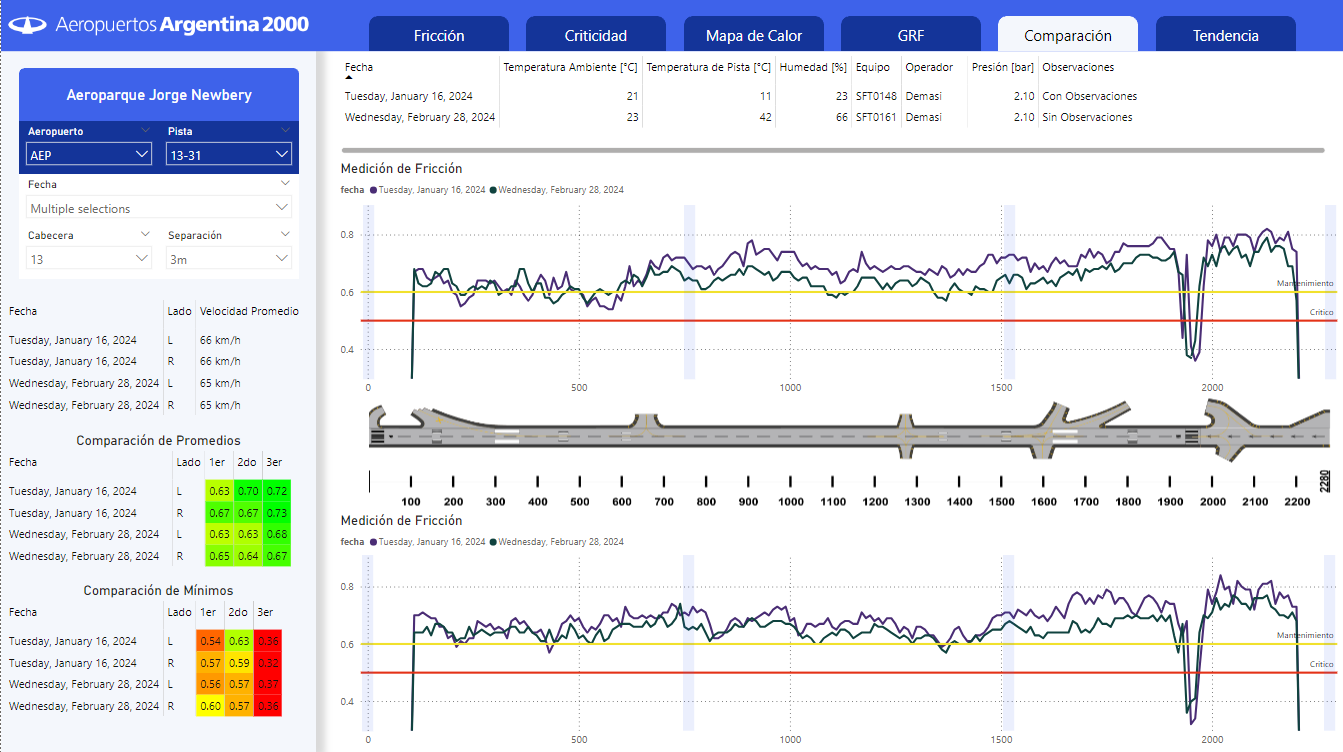 Aeropuertos Argentina 2000
Fricción Criticidad Mapa de Calor GRF Comparación Tendencia
Aeroparque Jorge Newbery
Aeropuerto Pista
AEP 13-31
Fecha
Multiple selections
Cabecera Separación
13 3m
Fecha Lado Velocidad Promedio
Tuesday, January 16, 2024 L 66 km/h
Tuesday, January 16, 2024 R 66 km/h
Wednesday, February 28, 2024 L 65 km/h
Wednesday, February 28, 2024 R 65 km/h
Comparación de Promedios
Fecha Lado 1er 2do 3er
Tuesday, January 16, 2024 L 0.63 0.70 0.72
Tuesday, January 16, 2024 R 0.67 0.67 0.73
Wednesday, February 28, 2024 L 0.63 0.63 0.68
Wednesday, February 28, 2024 R 0.65 0.64 0.67
Comparación de Mínimos
Fecha Lado 1er 2do 3er
Tuesday, January 16, 2024 L 0.54 0.63 0.36
Tuesday, January 16, 2024 R 0.57 0.59 0.32
Wednesday, February 28, 2024 L 0.56 0.57 0.37
Wednesday, February 28, 2024 R 0.60 0.57 0.36
Fecha Temperatura Ambiente [°C] Temperatura de Pista [°C] Humedad [%] Equipo Operador Presión [bar] Observaciones
Tuesday, January 16, 2024 21 11 23 SFT0148 Demasi 2.10 Con Observaciones
Wednesday, February 28, 2024 23 42 66 SFT0161 Demasi 2.10 Sin Observaciones
Medición de Fricción
fecha Tuesday, January 16, 2024 Wednesday, February 28, 2024
0.8
0.6
0.4
Mantenimiento
Crítico
0 500 1000 1500 2000
100 200 300 400 500 600 700 800 900 1000 1100 1200 1300 1400 1500 1600 1700 1800 1900 2000 2100 2200 2280
Medición de Fricción
fecha Tuesday, January 16, 2024 Wednesday, February 28, 2024
0.8
0.6
0.4
Mantenimiento
Crítico
0 500 1000 1500 2000